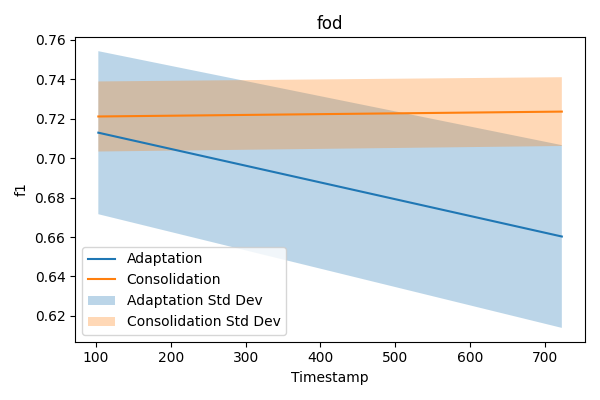 fod
f1
0.76
0.74
0.72
0.70
0.68
0.66
0.64
0.62
Adaptation
Consolidation
Adaptation Std Dev
Consolidation Std Dev
100 200 300 400 500 600 700
Timestamp